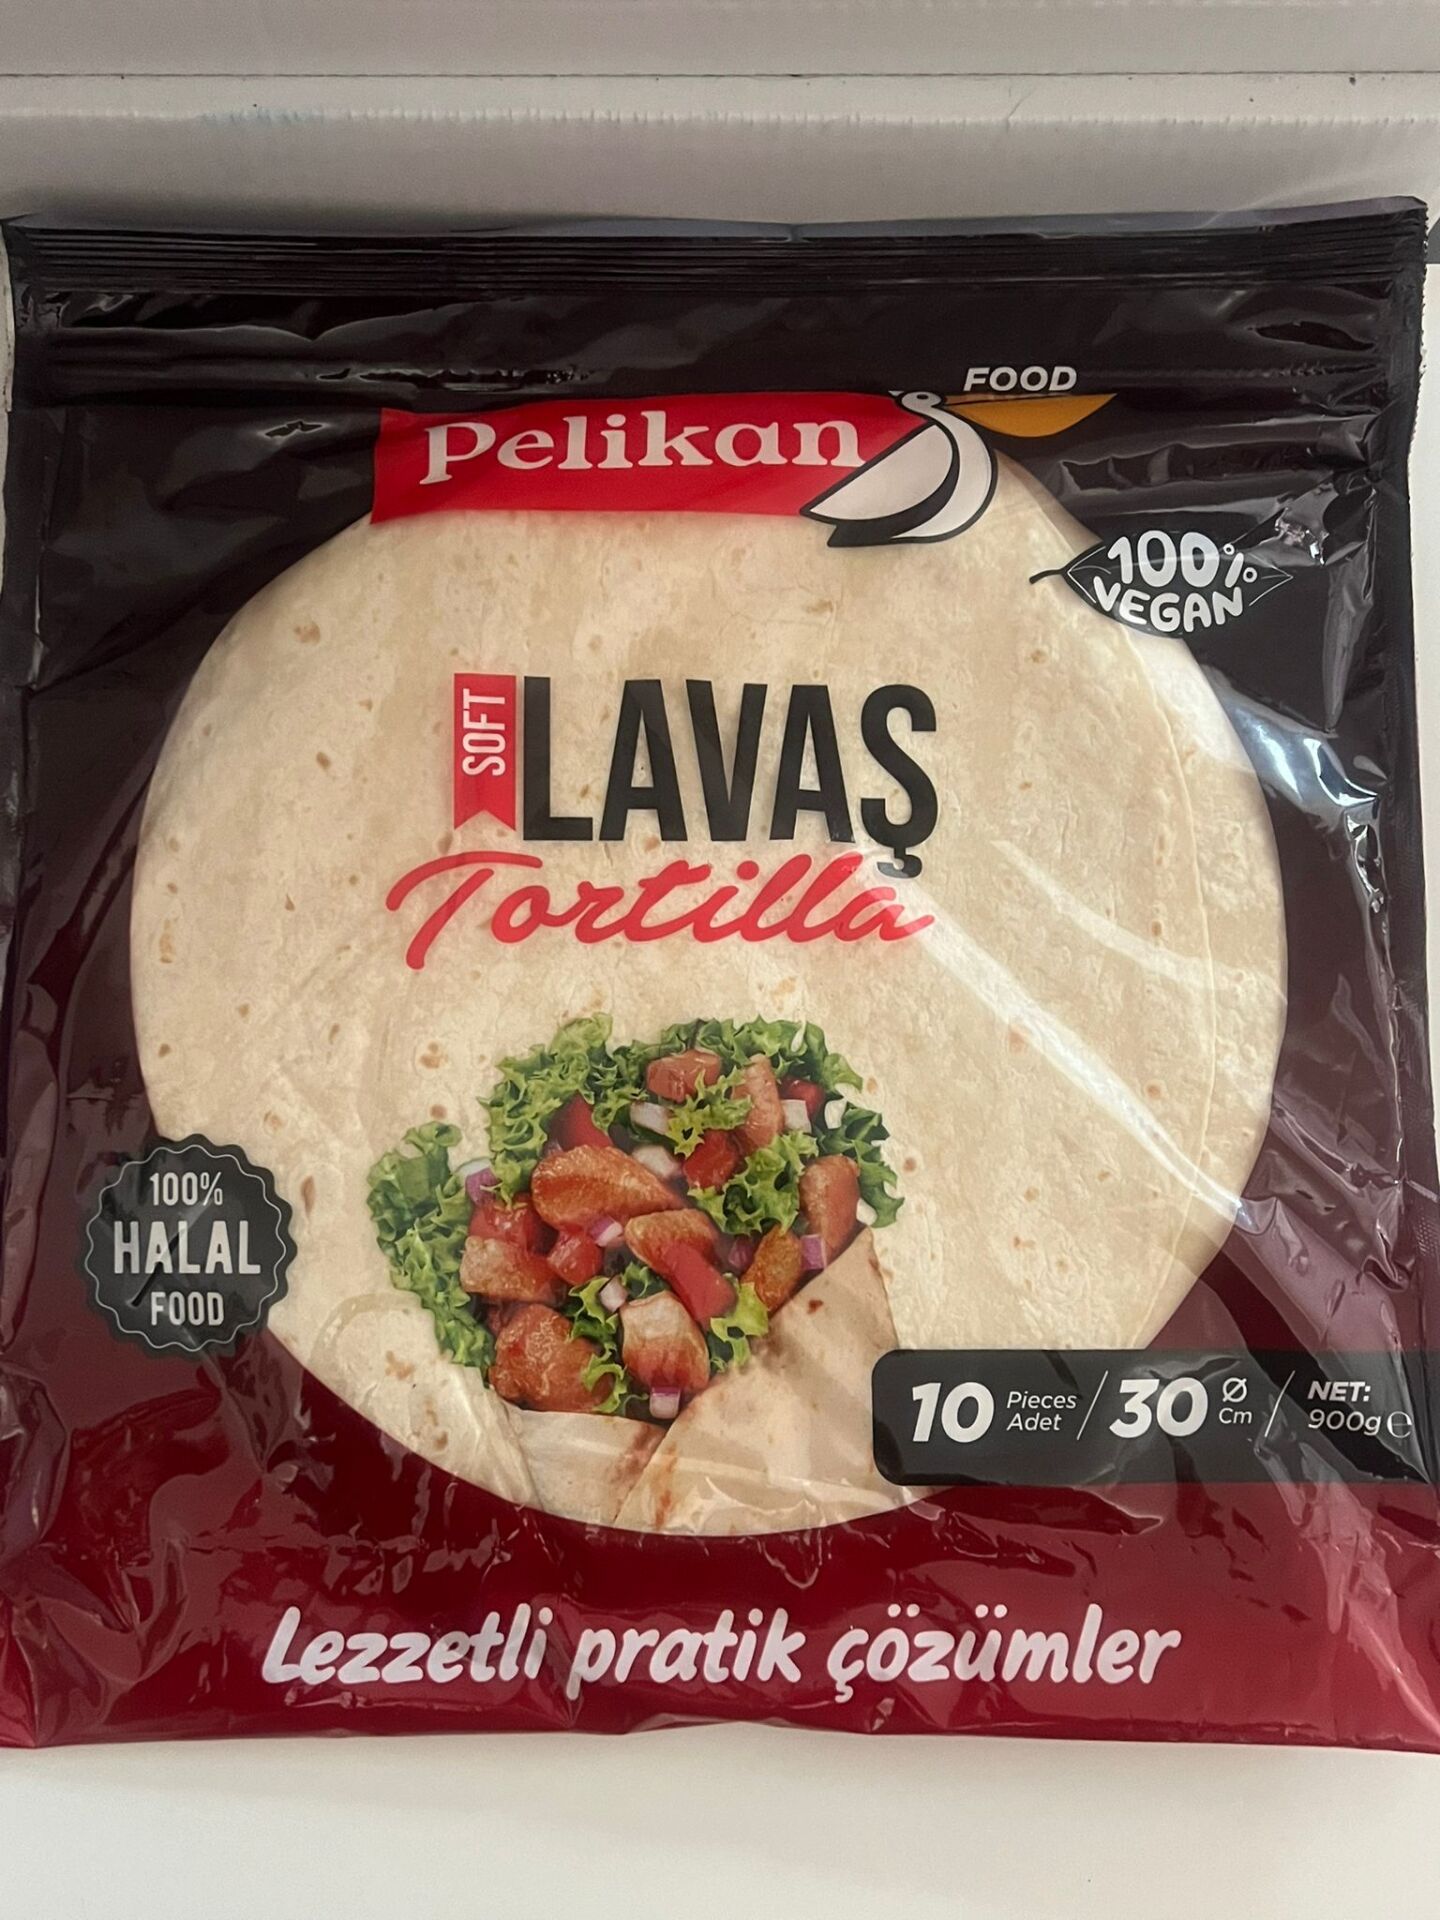 FOOD
Pelikan
100%
VEGAN
SOFT
LAVAŞ
Tortilla
100%
HALAL
FOOD
10 Pieces / 30 Ø / NET:
Adet Cm 900g e
Lezzetli pratik çözümler